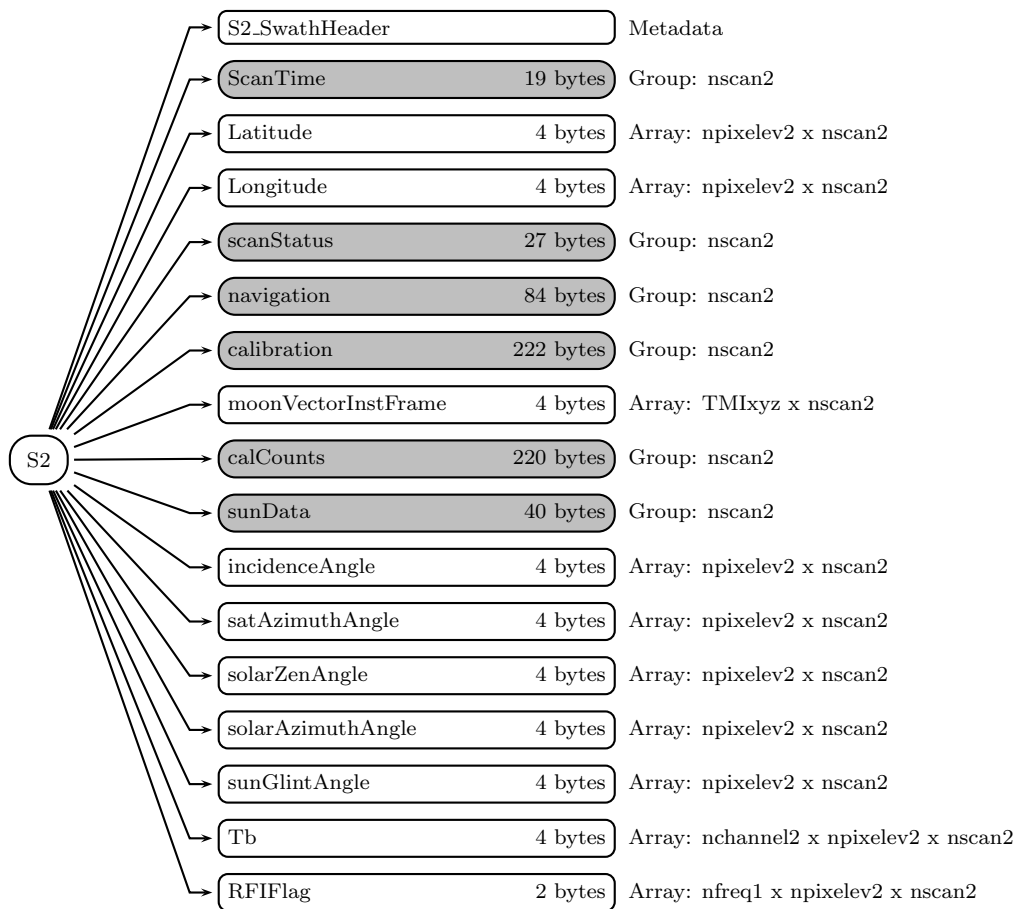 S2_SwathHeader Metadata
ScanTime 19 bytes Group: nscan2
Latitude 4 bytes Array: npixelev2 x nscan2
Longitude 4 bytes Array: npixelev2 x nscan2
scanStatus 27 bytes Group: nscan2
navigation 84 bytes Group: nscan2
calibration 222 bytes Group: nscan2
moonVectorInstFrame 4 bytes Array: TMIxyz x nscan2
S2
calCounts 220 bytes Group: nscan2
sunData 40 bytes Group: nscan2
incidenceAngle 4 bytes Array: npixelev2 x nscan2
satAzimuthAngle 4 bytes Array: npixelev2 x nscan2
solarZenAngle 4 bytes Array: npixelev2 x nscan2
solarAzimuthAngle 4 bytes Array: npixelev2 x nscan2
sunGlintAngle 4 bytes Array: npixelev2 x nscan2
Tb 4 bytes Array: nchannel2 x npixelev2 x nscan2
RFIFlag 2 bytes Array: nfreq1 x npixelev2 x nscan2